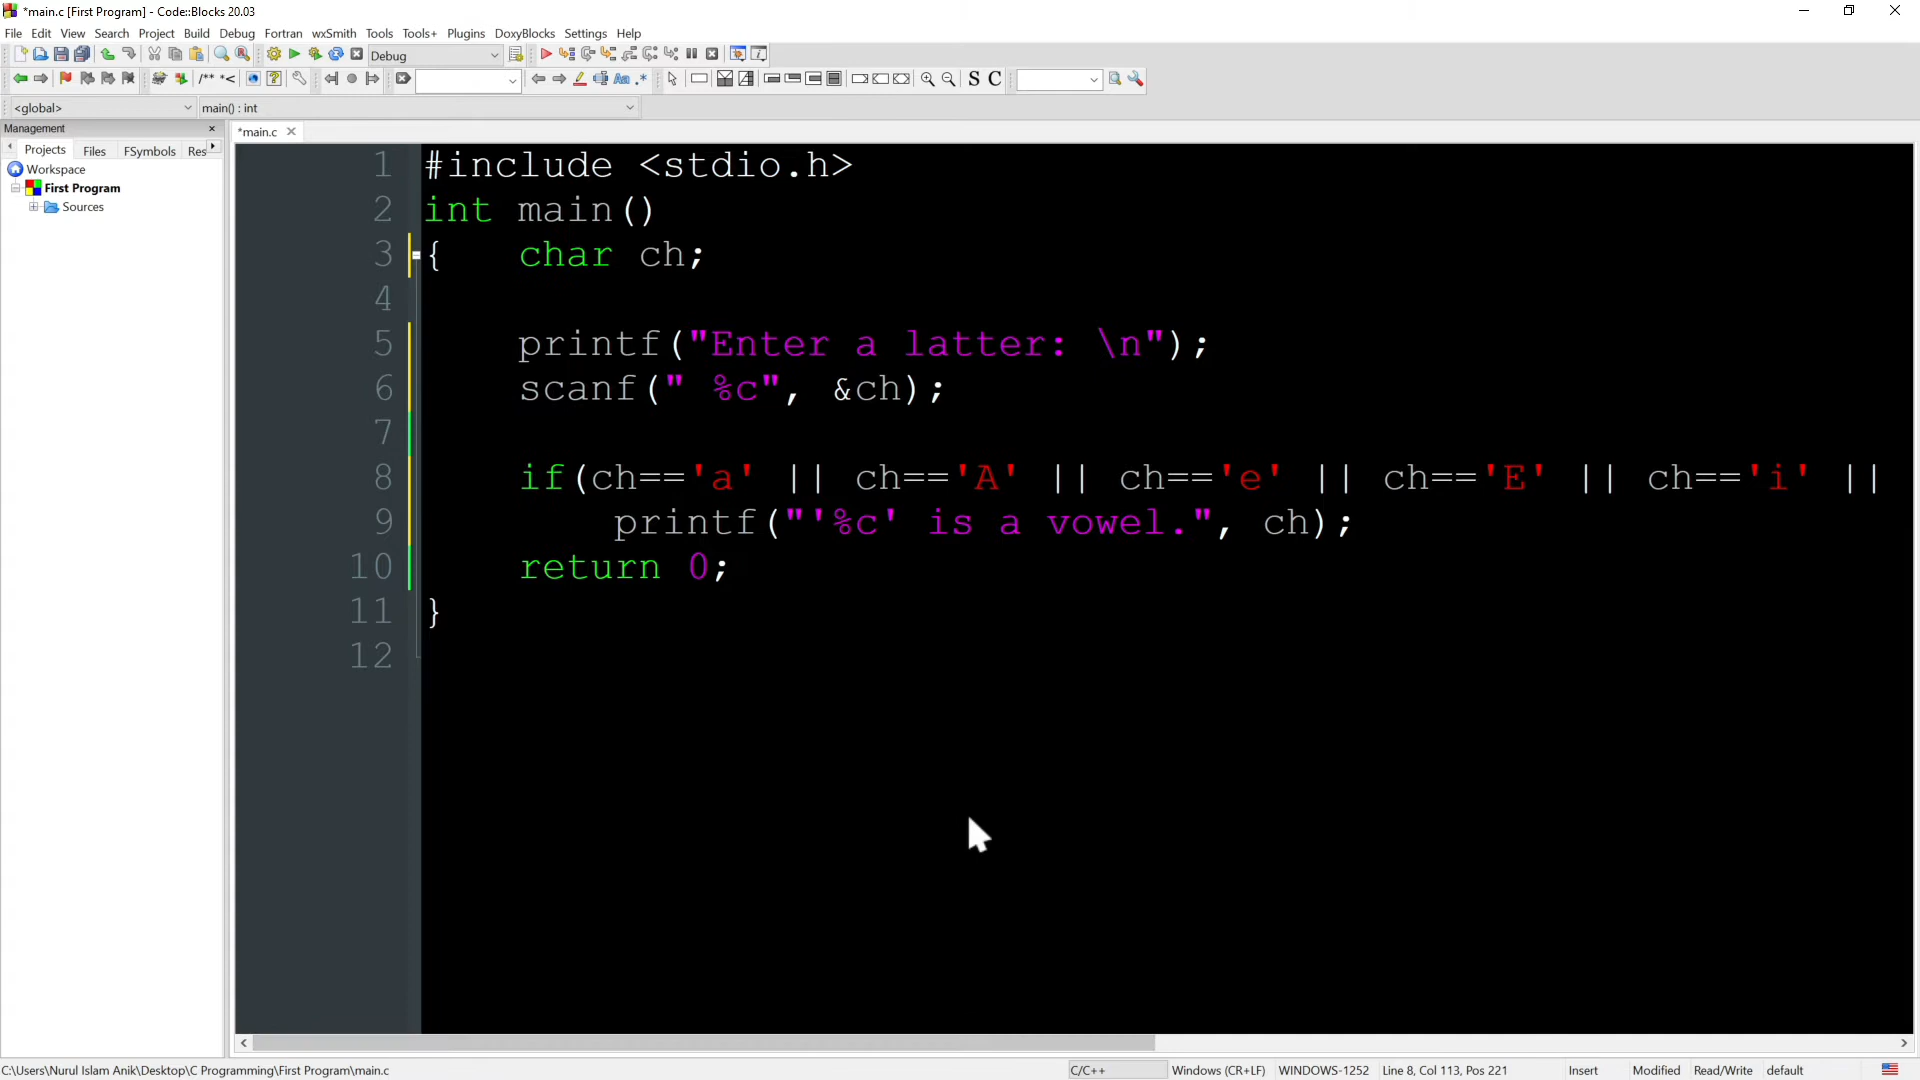 *main.c [First Program] - Code::Blocks 20.03
File Edit View Search Project Build Debug Fortran wxSmith Tools Tools+ Plugins DoxyBlocks Settings Help
Debug
/** *< Aa .* S C
<global> main() : int
Management
*main.c
Projects Files FSymbols Res
Workspace
First Program
Sources
1 #include <stdio.h>
2 int main()
3 { char ch;
4
5 printf("Enter a latter: \n");
6 scanf(" %c", &ch);
7
8 if(ch=='a' || ch=='A' || ch=='e' || ch=='E' || ch=='i' ||
9 printf("'%c' is a vowel.", ch);
10 return 0;
11 }
12
C:\Users\Nurul Islam Anik\Desktop\C Programming\First Program\main.c C/C++ Windows (CR+LF) WINDOWS-1252 Line 8, Col 113, Pos 221 Insert Modified Read/Write default